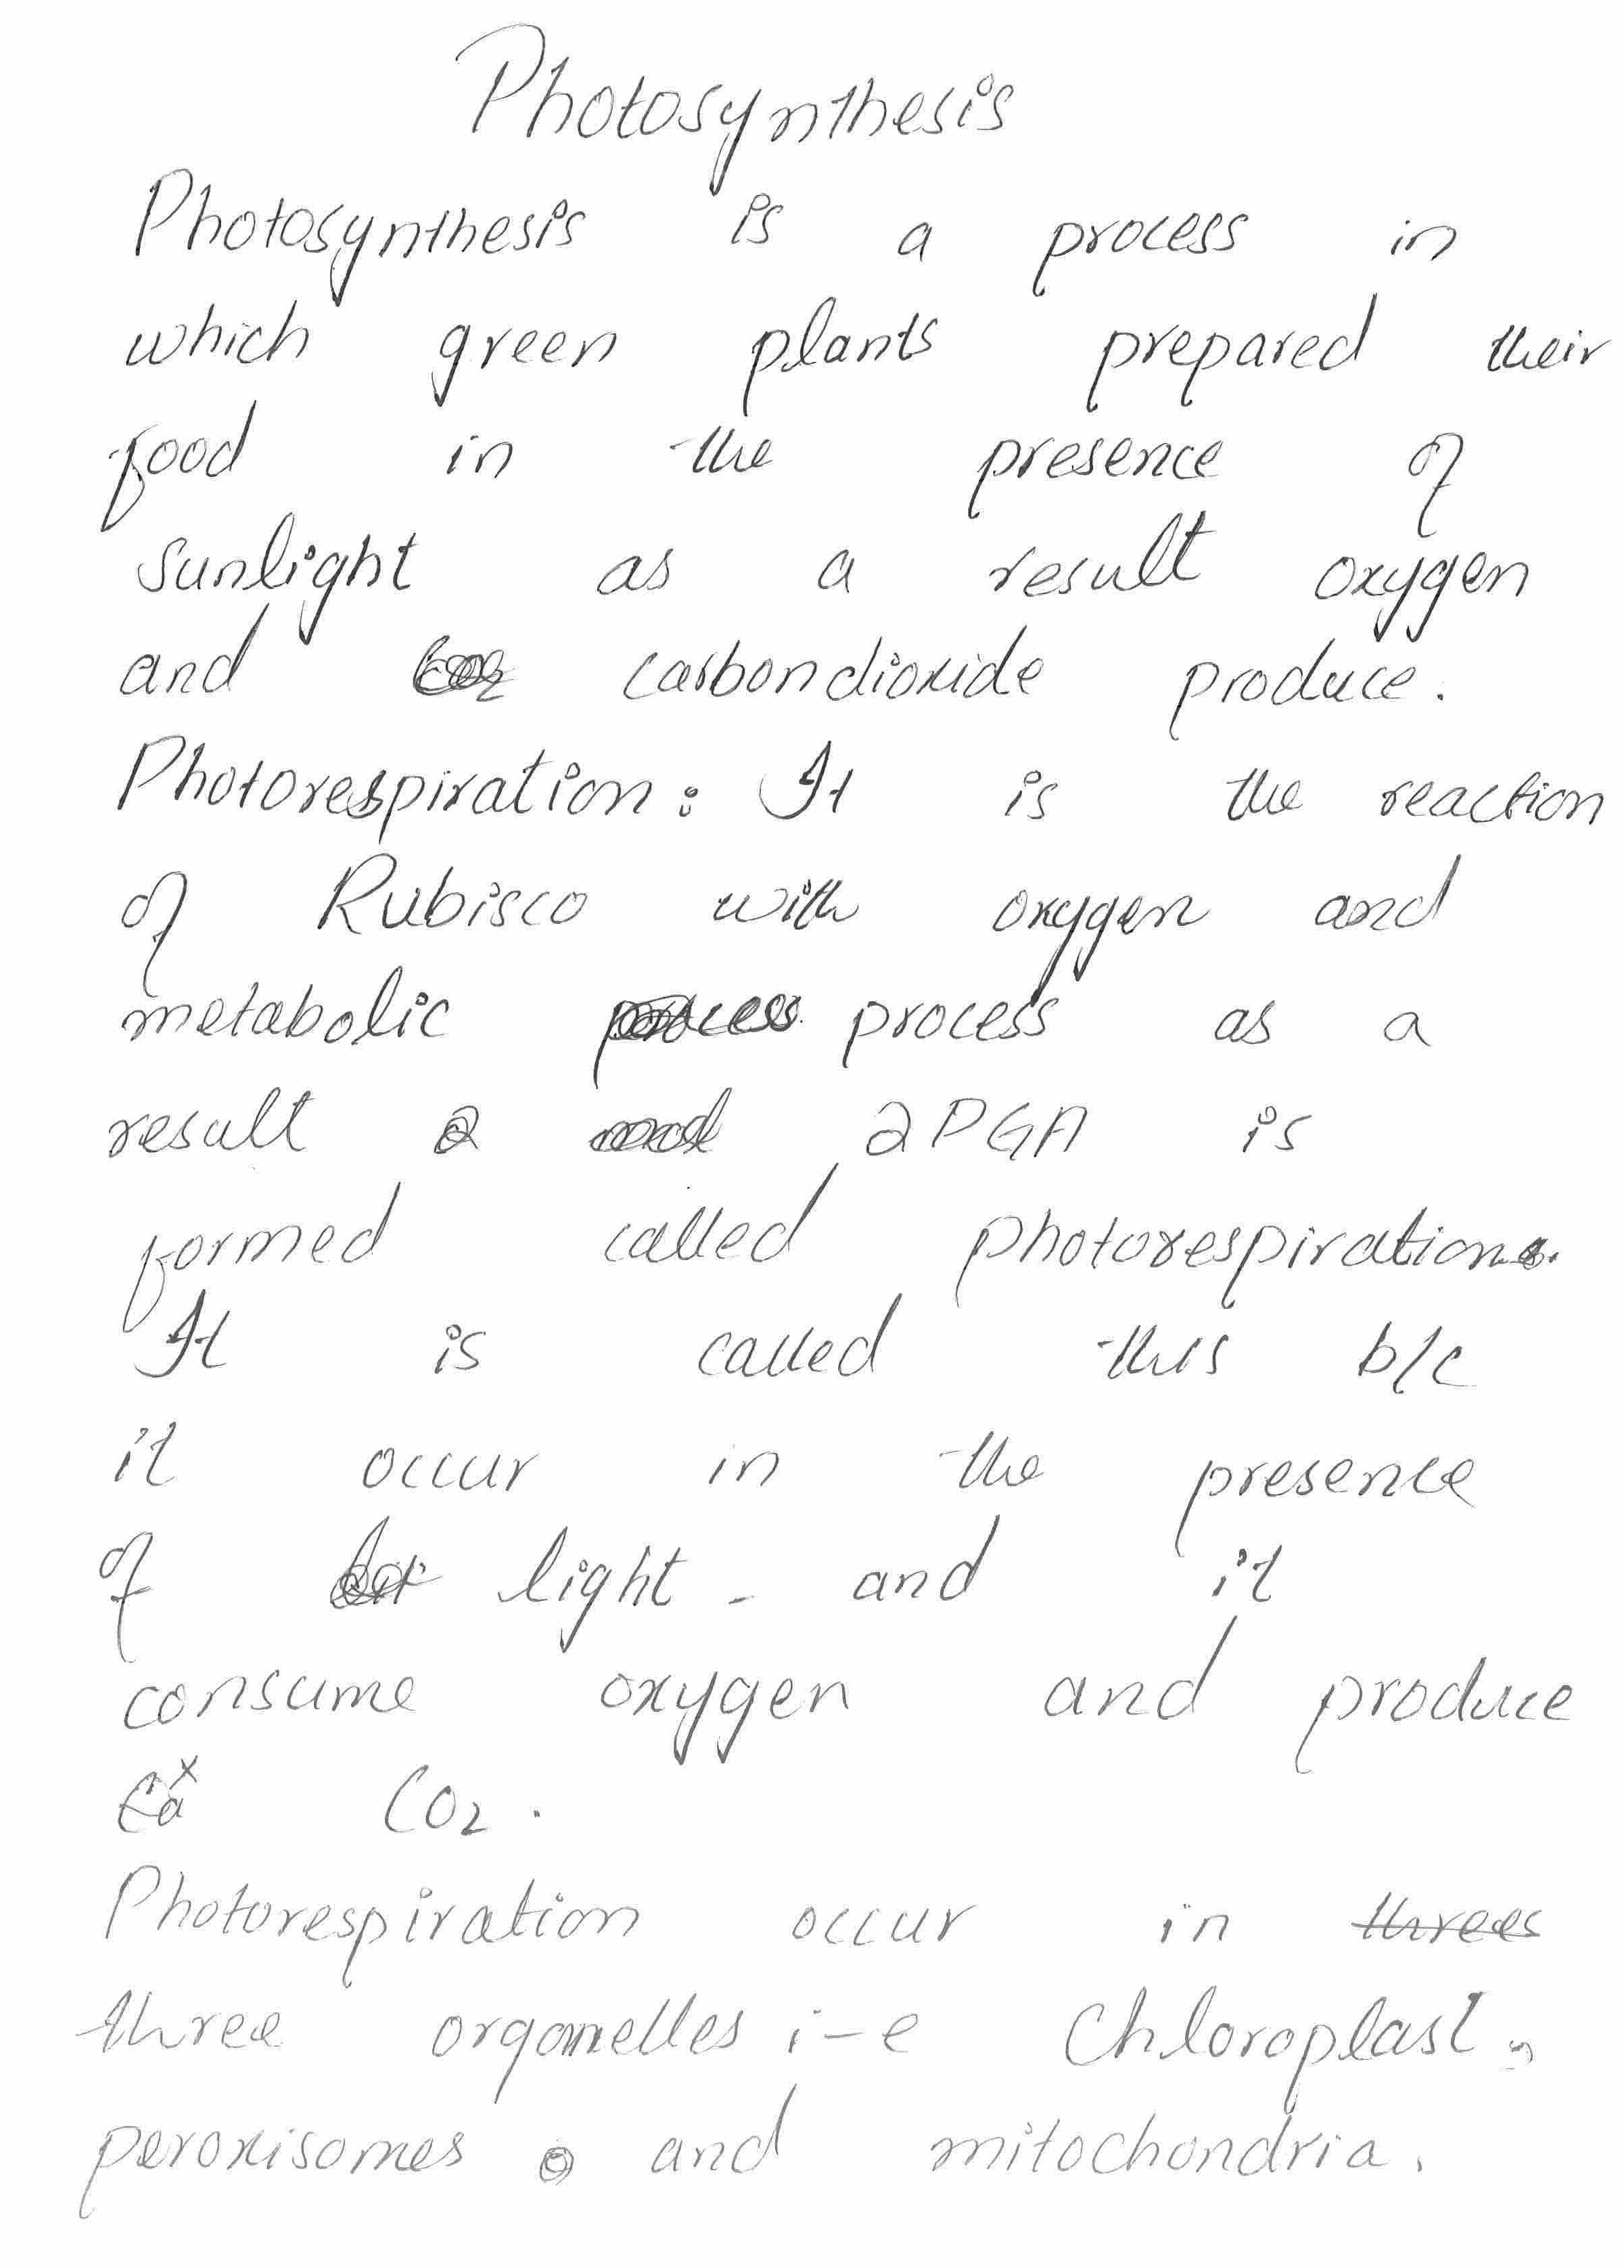 Photosynthesis
Photosynthesis is a process in
which green plants prepared their
food in the presence of
sunlight as a result oxygen
and carbondioxide produce.
Photorespiration: It is the reaction
of Rubisco with oxygen and
metabolic process as a
result 2PGA is
formed called photorespiration.
It is called this b/c
it occur in the presence
of light - and it
consume oxygen and produce
CO2.
Photorespiration occur in threes
three organelles i-e Chloroplast,
peroxisomes and mitochondria.